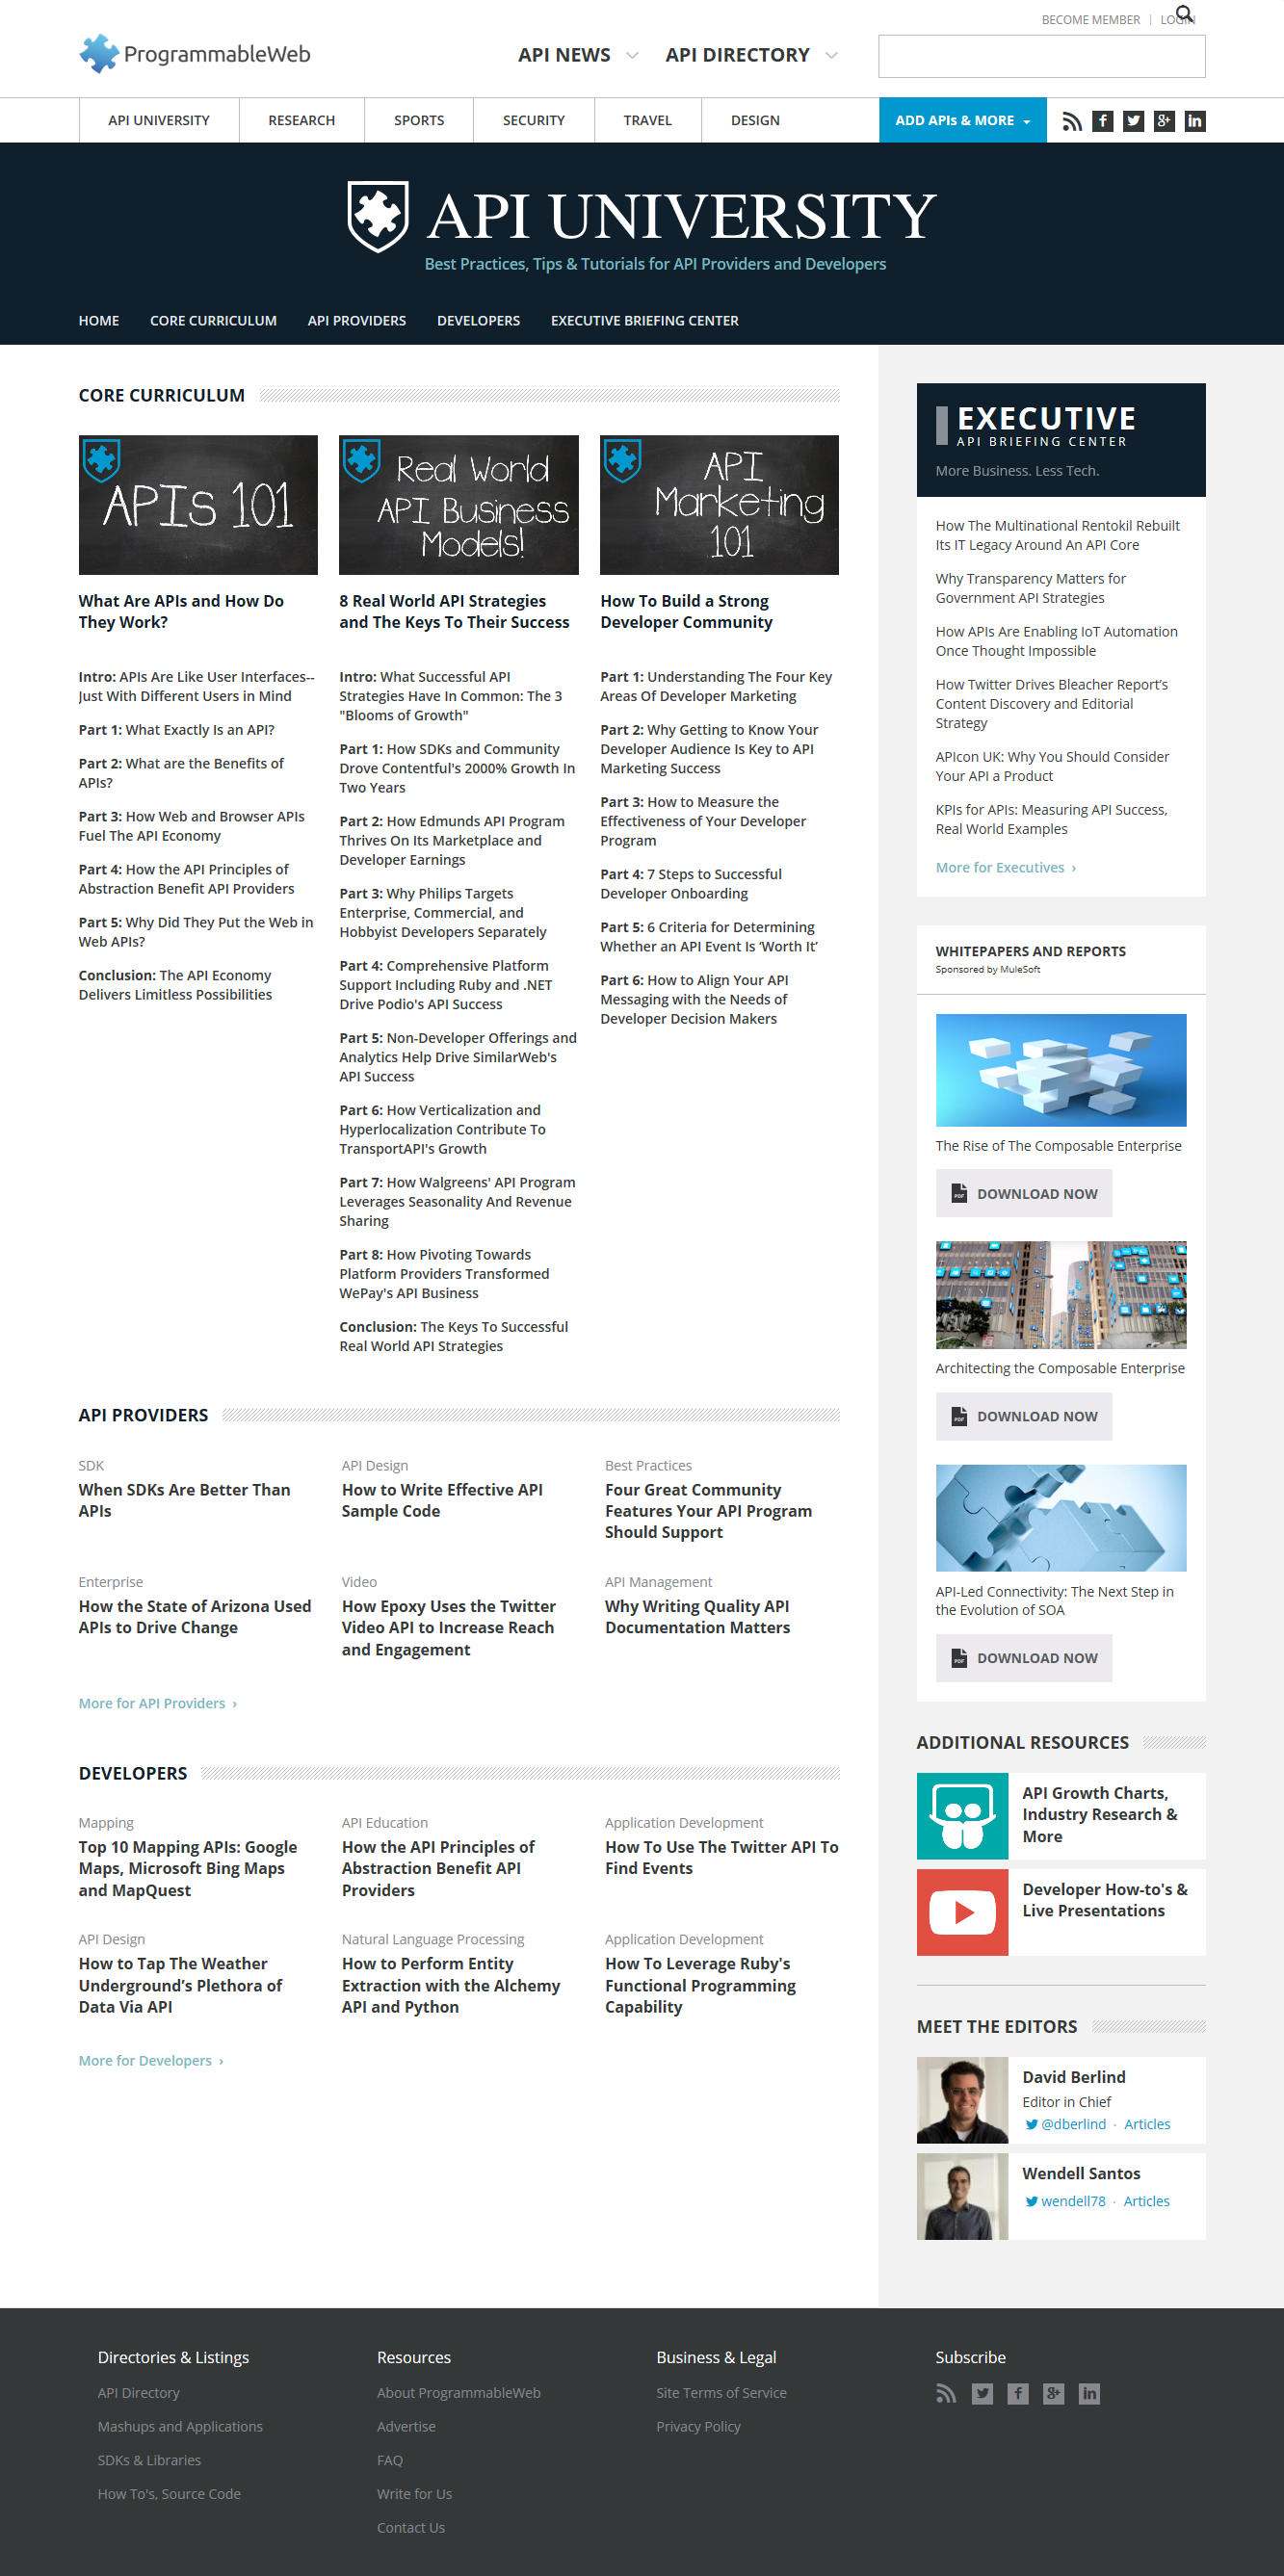 BECOME MEMBER
LOGIN
ProgrammableWeb
API NEWS
API DIRECTORY
API UNIVERSITY
RESEARCH
SPORTS
SECURITY
TRAVEL
DESIGN
ADD APIs & MORE
API UNIVERSITY
Best Practices, Tips & Tutorials for API Providers and Developers
HOME
CORE CURRICULUM
API PROVIDERS
DEVELOPERS
EXECUTIVE BRIEFING CENTER
CORE CURRICULUM
APIs 101
What Are APIs and How Do
They Work?
Intro: APIs Are Like User Interfaces--
Just With Different Users in Mind
Part 1: What Exactly Is an API?
Part 2: What are the Benefits of
APIs?
Part 3: How Web and Browser APIs
Fuel The API Economy
Part 4: How the API Principles of
Abstraction Benefit API Providers
Part 5: Why Did They Put the Web in
Web APIs?
Conclusion: The API Economy
Delivers Limitless Possibilities
Real World
API Business
Models!
8 Real World API Strategies
and The Keys To Their Success
Intro: What Successful API
Strategies Have In Common: The 3
"Blooms of Growth"
Part 1: How SDKs and Community
Drove Contentful's 2000% Growth In
Two Years
Part 2: How Edmunds API Program
Thrives On Its Marketplace and
Developer Earnings
Part 3: Why Philips Targets
Enterprise, Commercial, and
Hobbyist Developers Separately
Part 4: Comprehensive Platform
Support Including Ruby and .NET
Drive Podio's API Success
Part 5: Non-Developer Offerings and
Analytics Help Drive SimilarWeb's
API Success
Part 6: How Verticalization and
Hyperlocalization Contribute To
TransportAPI's Growth
Part 7: How Walgreens' API Program
Leverages Seasonality And Revenue
Sharing
Part 8: How Pivoting Towards
Platform Providers Transformed
WePay's API Business
Conclusion: The Keys To Successful
Real World API Strategies
API
Marketing
101
How To Build a Strong
Developer Community
Part 1: Understanding The Four Key
Areas Of Developer Marketing
Part 2: Why Getting to Know Your
Developer Audience Is Key to API
Marketing Success
Part 3: How to Measure the
Effectiveness of Your Developer
Program
Part 4: 7 Steps to Successful
Developer Onboarding
Part 5: 6 Criteria for Determining
Whether an API Event Is ‘Worth It’
Part 6: How to Align Your API
Messaging with the Needs of
Developer Decision Makers
API PROVIDERS
SDK
When SDKs Are Better Than
APIs
API Design
How to Write Effective API
Sample Code
Best Practices
Four Great Community
Features Your API Program
Should Support
Enterprise
How the State of Arizona Used
APIs to Drive Change
Video
How Epoxy Uses the Twitter
Video API to Increase Reach
and Engagement
API Management
Why Writing Quality API
Documentation Matters
More for API Providers ›
DEVELOPERS
Mapping
Top 10 Mapping APIs: Google
Maps, Microsoft Bing Maps
and MapQuest
API Education
How the API Principles of
Abstraction Benefit API
Providers
Application Development
How To Use The Twitter API To
Find Events
API Design
How to Tap The Weather
Underground’s Plethora of
Data Via API
Natural Language Processing
How to Perform Entity
Extraction with the Alchemy
API and Python
Application Development
How To Leverage Ruby's
Functional Programming
Capability
More for Developers ›
EXECUTIVE
API BRIEFING CENTER
More Business. Less Tech.
How The Multinational Rentokil Rebuilt
Its IT Legacy Around An API Core
Why Transparency Matters for
Government API Strategies
How APIs Are Enabling IoT Automation
Once Thought Impossible
How Twitter Drives Bleacher Report’s
Content Discovery and Editorial
Strategy
APIcon UK: Why You Should Consider
Your API a Product
KPIs for APIs: Measuring API Success,
Real World Examples
More for Executives ›
WHITEPAPERS AND REPORTS
Sponsored by MuleSoft
The Rise of The Composable Enterprise
PDF DOWNLOAD NOW
Architecting the Composable Enterprise
PDF DOWNLOAD NOW
API-Led Connectivity: The Next Step in
the Evolution of SOA
PDF DOWNLOAD NOW
ADDITIONAL RESOURCES
API Growth Charts,
Industry Research &
More
Developer How-to's &
Live Presentations
MEET THE EDITORS
David Berlind
Editor in Chief
@dberlind · Articles
Wendell Santos
wendell78 · Articles
Directories & Listings
API Directory
Mashups and Applications
SDKs & Libraries
How To's, Source Code
Resources
About ProgrammableWeb
Advertise
FAQ
Write for Us
Contact Us
Business & Legal
Site Terms of Service
Privacy Policy
Subscribe